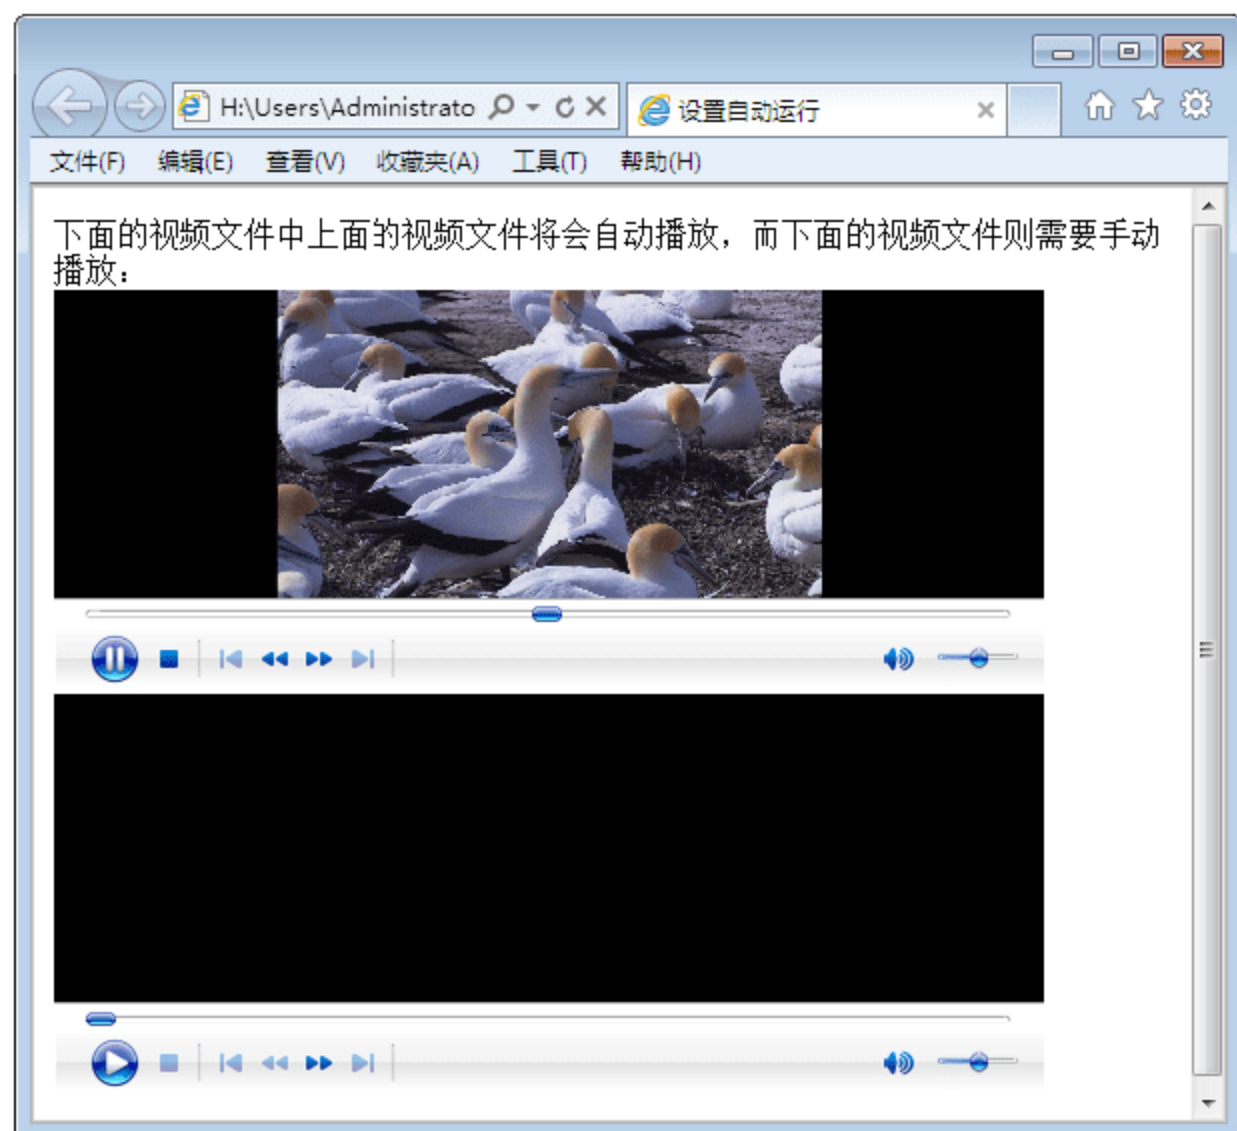 H:\Users\Administrato
设置自动运行
文件(F) 编辑(E) 查看(V) 收藏夹(A) 工具(T) 帮助(H)
下面的视频文件中上面的视频文件将会自动播放，而下面的视频文件则需要手动
播放：